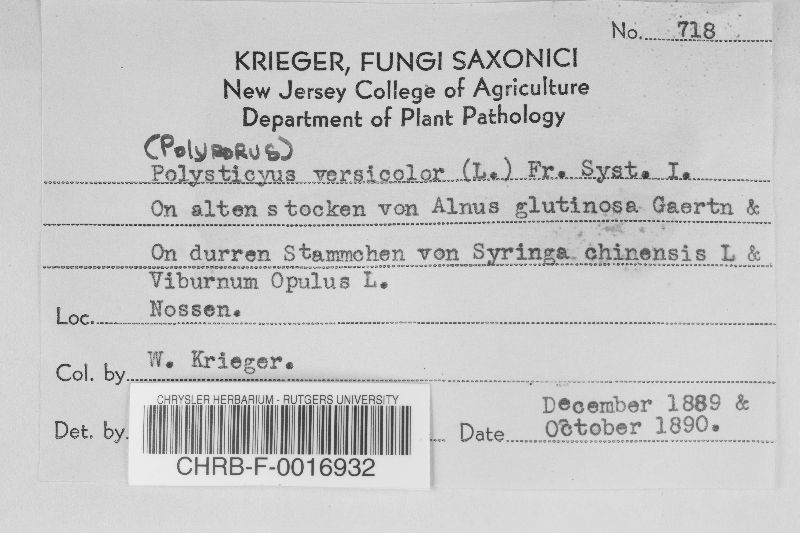 No. 718
KRIEGER, FUNGI SAXONICI
New Jersey College of Agriculture
Department of Plant Pathology
(POlyPORUS)
Polysticyus versicolor (L.) Fr. Syst. I.
On alten stocken von Alnus glutinosa Gaertn &
On durren Stammchen von Syringa chinensis L &
Viburnum Opulus L.
Loc. Nossen.
Col. by W. Krieger.
CHRYSLER HERBARIUM - RUTGERS UNIVERSITY
CHRB-F-0016932
Det. by
Date December 1889 &
October 1890.